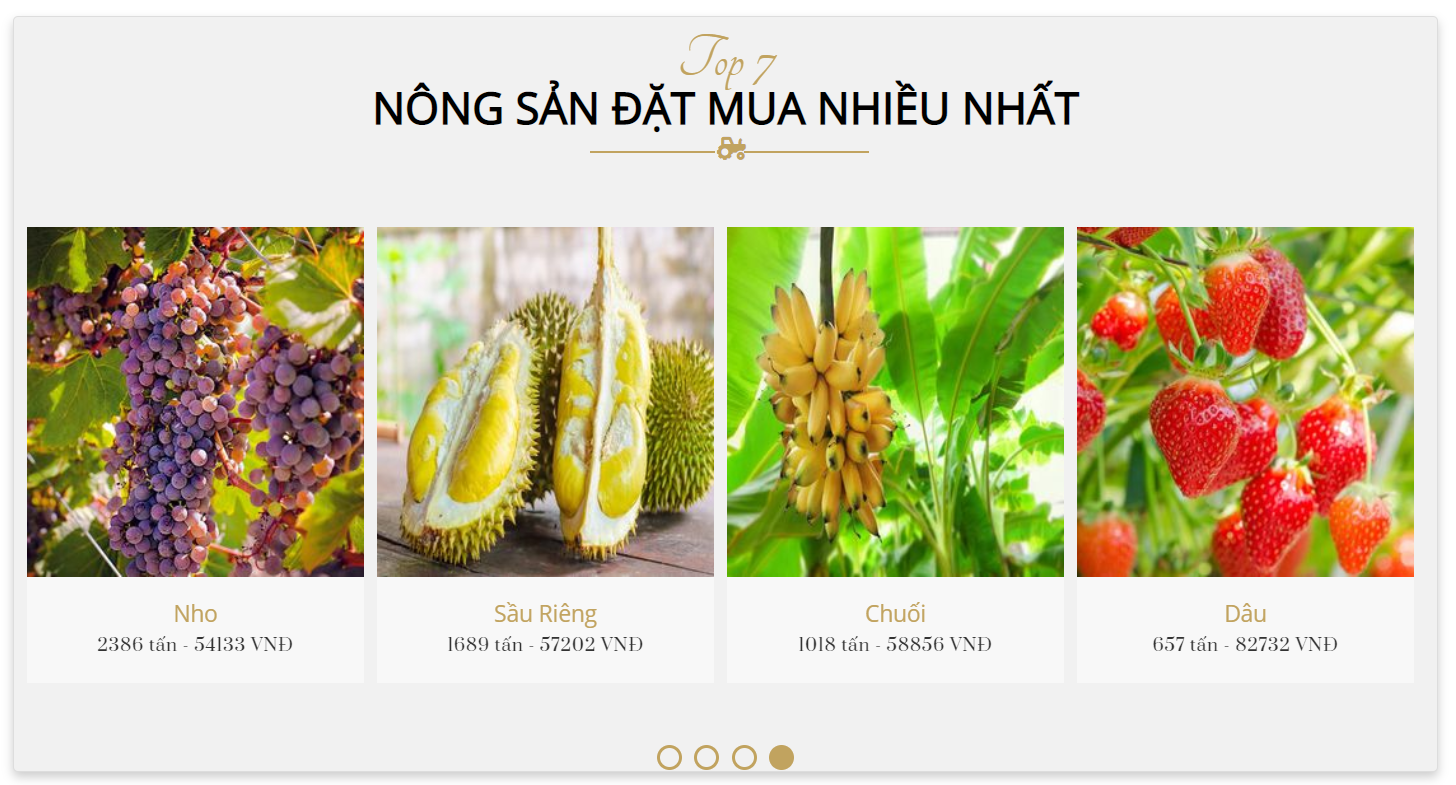 Top 7
NÔNG SẢN ĐẶT MUA NHIỀU NHẤT
Nho
2386 tấn - 54133 VNĐ
Sầu Riêng
1689 tấn - 57202 VNĐ
Chuối
1018 tấn - 58856 VNĐ
Dâu
657 tấn - 82732 VNĐ